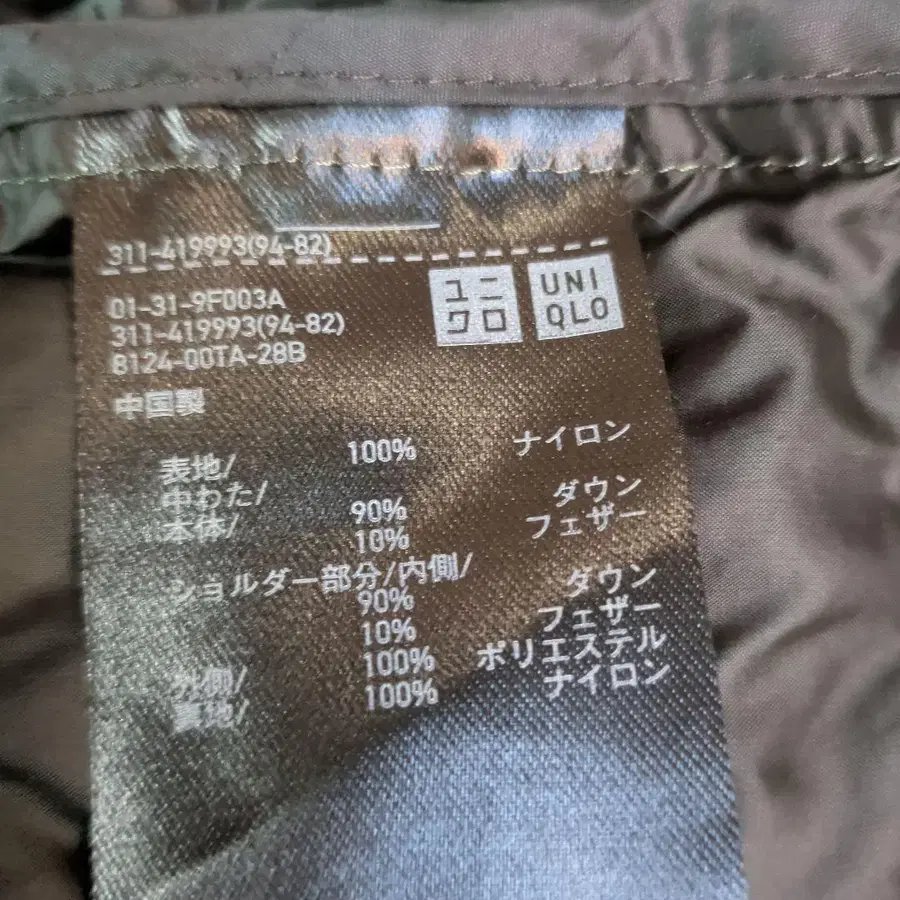 311-419993(94-82)
ユニクロ
UNIQLO
01-31-9F003A
311-419993(94-82)
8124-00TA-28B
中国製
表地/ 100% ナイロン
中わた/
本体/ 90% ダウン
10% フェザー
ショルダー部分/内側/
90% ダウン
10% フェザー
外側/ 100% ポリエステル
裏地/ 100% ナイロン